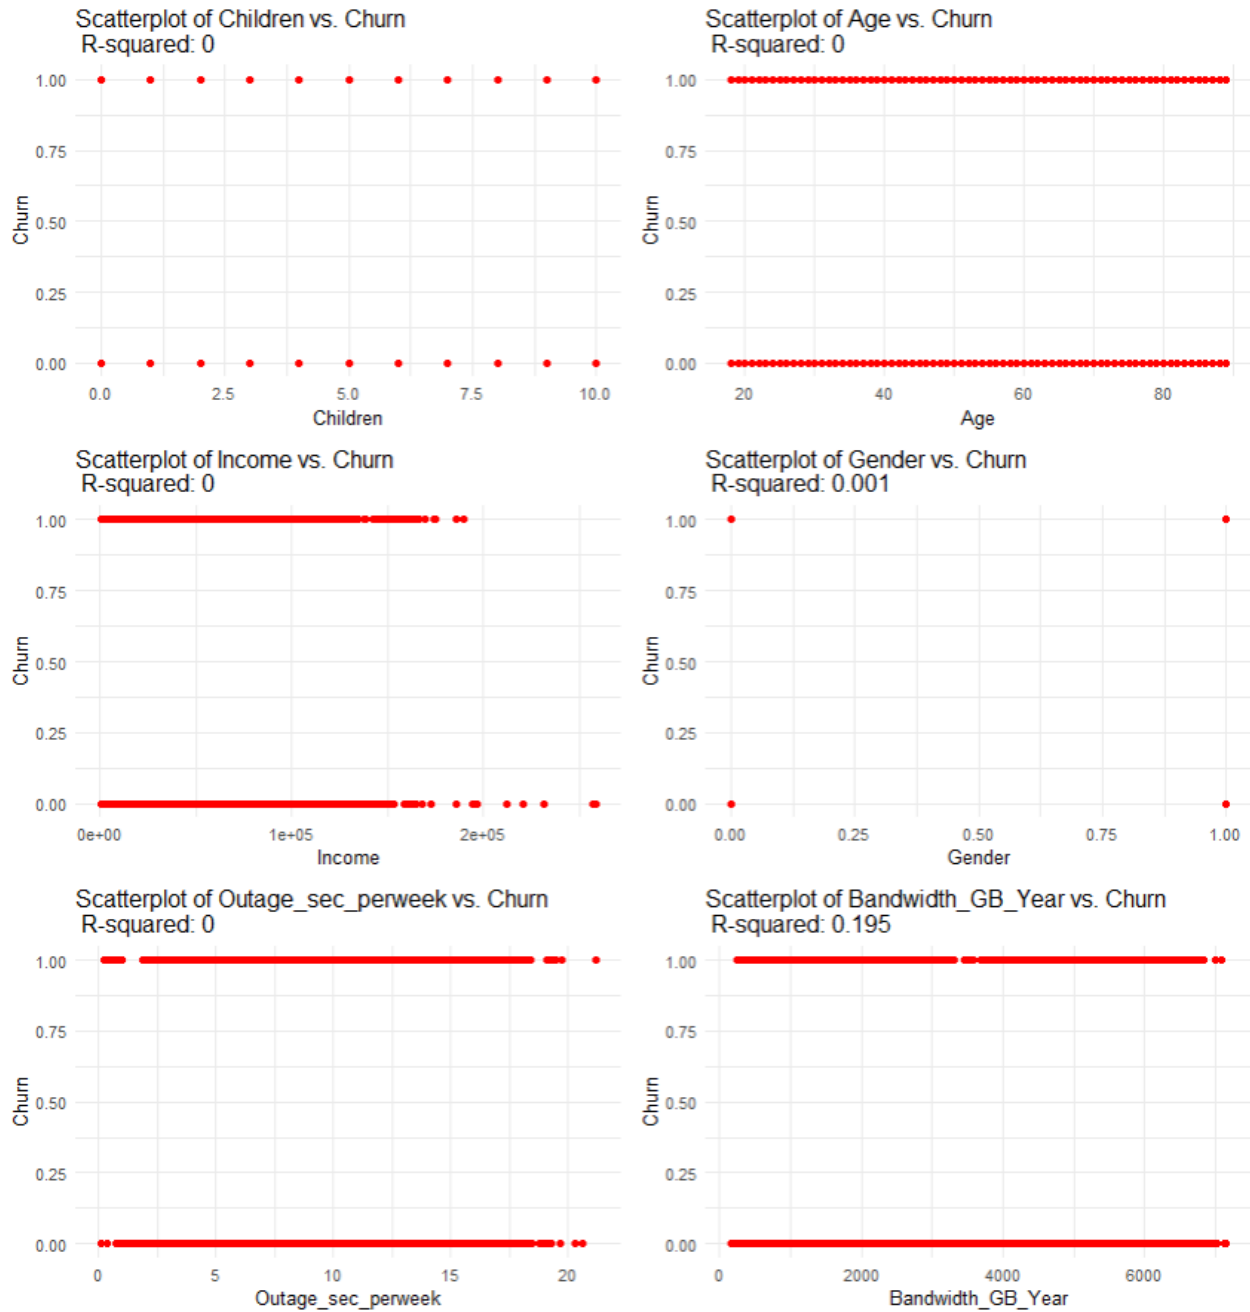 Scatterplot of Children vs. Churn
R-squared: 0
1.00
0.75
0.50
0.25
0.00
Churn
0.0 2.5 5.0 7.5 10.0
Children
Scatterplot of Age vs. Churn
R-squared: 0
1.00
0.75
0.50
0.25
0.00
Churn
20 40 60 80
Age
Scatterplot of Income vs. Churn
R-squared: 0
1.00
0.75
0.50
0.25
0.00
Churn
0e+00 1e+05 2e+05
Income
Scatterplot of Gender vs. Churn
R-squared: 0.001
1.00
0.75
0.50
0.25
0.00
Churn
0.00 0.25 0.50 0.75 1.00
Gender
Scatterplot of Outage_sec_perweek vs. Churn
R-squared: 0
1.00
0.75
0.50
0.25
0.00
Churn
0 5 10 15 20
Outage_sec_perweek
Scatterplot of Bandwidth_GB_Year vs. Churn
R-squared: 0.195
1.00
0.75
0.50
0.25
0.00
Churn
0 2000 4000 6000
Bandwidth_GB_Year